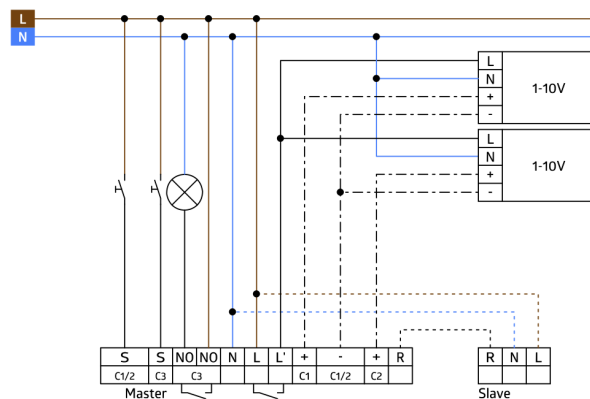 L
N
L
N
+
-
1-10V
L
N
+
-
1-10V
S S NO NO N L L' + - + R
C1/2 C3 C3 C1 C1/2 C2
Master
R N L
Slave